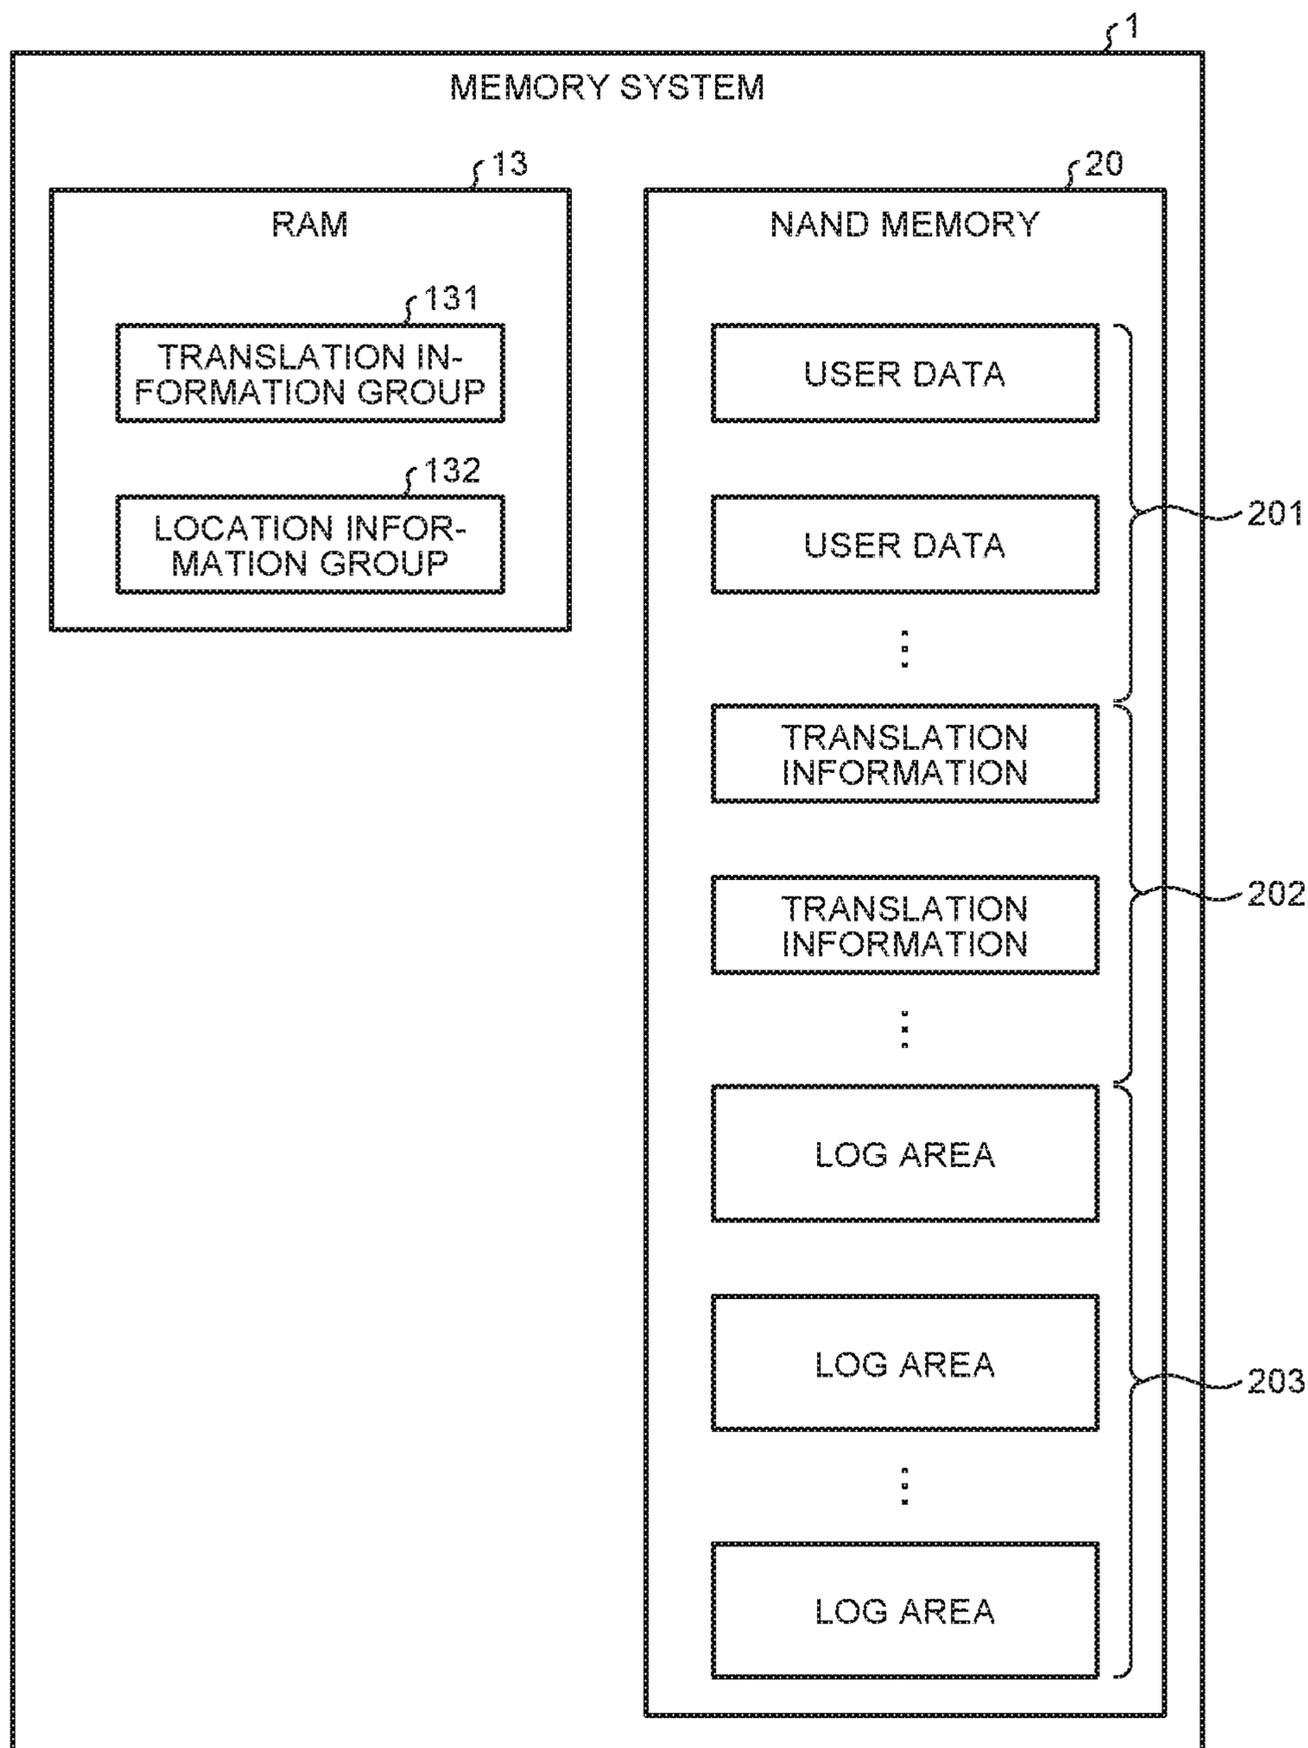 1
MEMORY SYSTEM
13
RAM
131
TRANSLATION IN-
FORMATION GROUP
132
LOCATION INFOR-
MATION GROUP
20
NAND MEMORY
USER DATA
USER DATA
201
TRANSLATION
INFORMATION
TRANSLATION
INFORMATION
202
LOG AREA
LOG AREA
203
LOG AREA